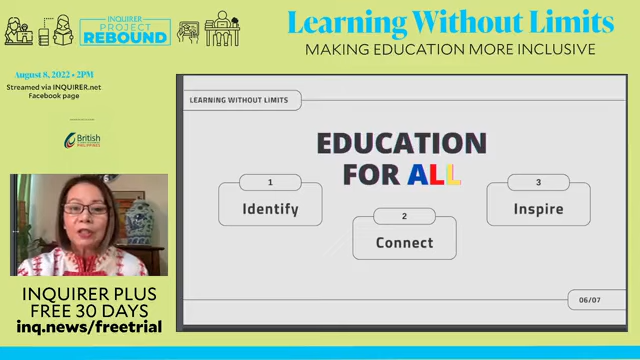 INQUIRER
PROJECT
REBOUND
Learning Without Limits
MAKING EDUCATION MORE INCLUSIVE
August 8, 2022 • 2PM
Streamed via INQUIRER.net
Facebook page
British
PHILIPPINES
INQUIRER PLUS
FREE 30 DAYS
inq.news/freetrial
LEARNING WITHOUT LIMITS
EDUCATION
FOR ALL
1
Identify
2
Connect
3
Inspire
06/07